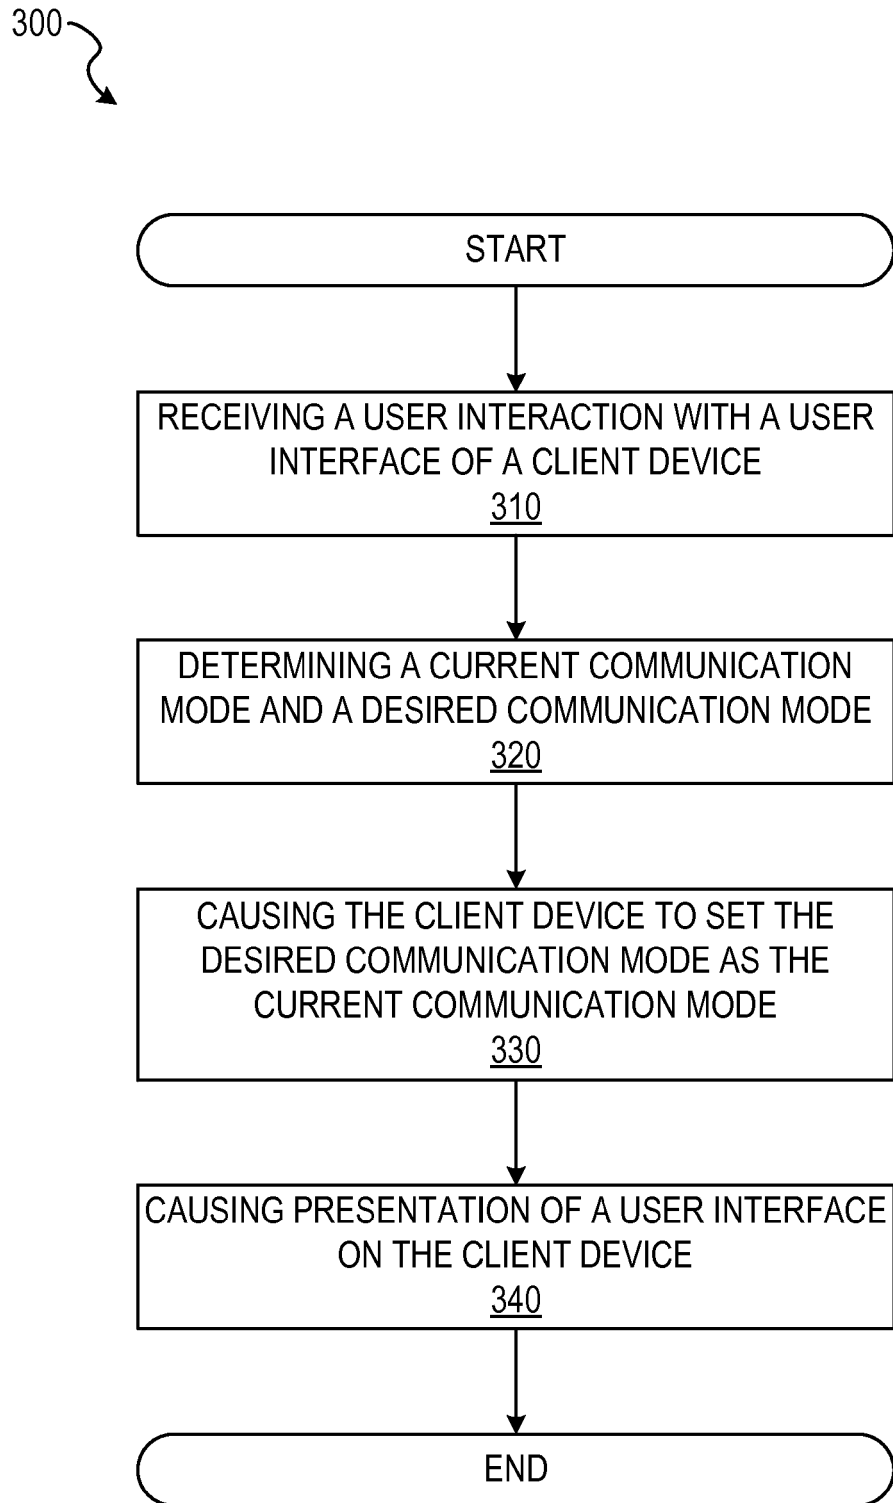 300
START
RECEIVING A USER INTERACTION WITH A USER
INTERFACE OF A CLIENT DEVICE
310
DETERMINING A CURRENT COMMUNICATION
MODE AND A DESIRED COMMUNICATION MODE
320
CAUSING THE CLIENT DEVICE TO SET THE
DESIRED COMMUNICATION MODE AS THE
CURRENT COMMUNICATION MODE
330
CAUSING PRESENTATION OF A USER INTERFACE
ON THE CLIENT DEVICE
340
END